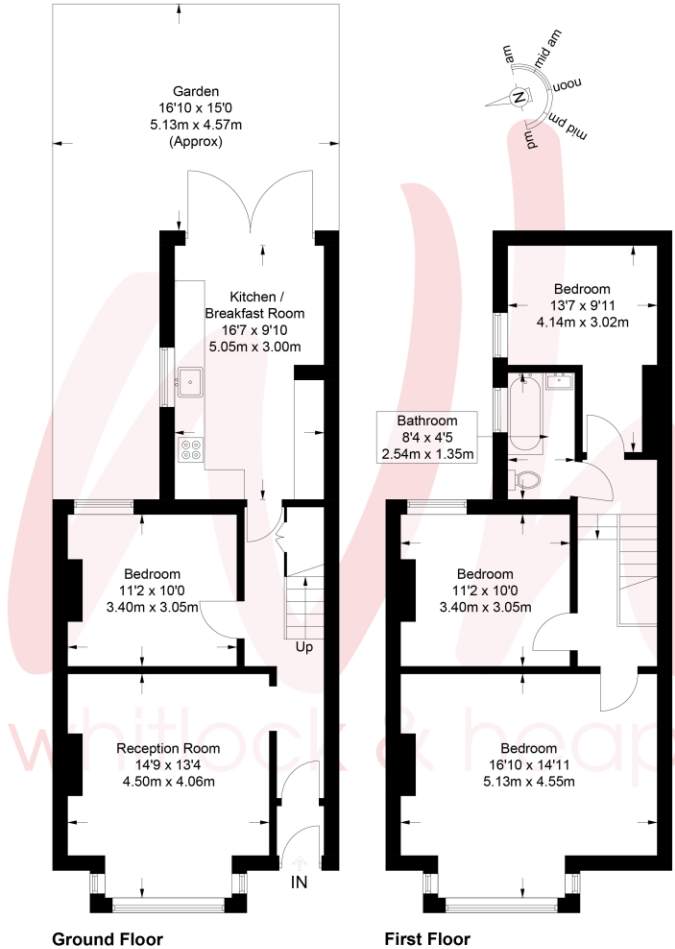 Garden
16'10 x 15'0
5.13m x 4.57m
(Approx)
am
mid am
noon
mid pm
pm
N
Kitchen /
Breakfast Room
16'7 x 9'10
5.05m x 3.00m
Bedroom
13'7 x 9'11
4.14m x 3.02m
Bathroom
8'4 x 4'5
2.54m x 1.35m
Bedroom
11'2 x 10'0
3.40m x 3.05m
Up
Bedroom
11'2 x 10'0
3.40m x 3.05m
Reception Room
14'9 x 13'4
4.50m x 4.06m
Bedroom
16'10 x 14'11
5.13m x 4.55m
whitlock & heap
IN
Ground Floor
First Floor